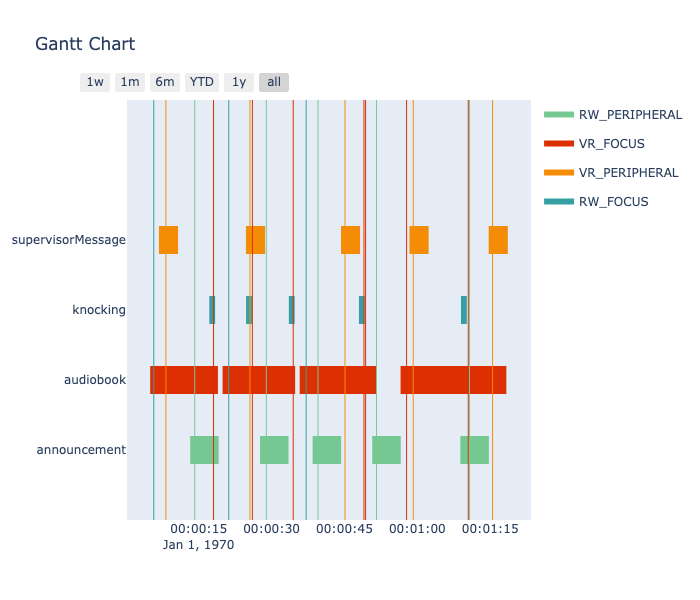 Gantt Chart
1w 1m 6m YTD 1y all
RW_PERIPHERAL
VR_FOCUS
VR_PERIPHERAL
RW_FOCUS
supervisorMessage
knocking
audiobook
announcement
00:00:15 00:00:30 00:00:45 00:01:00 00:01:15
Jan 1, 1970